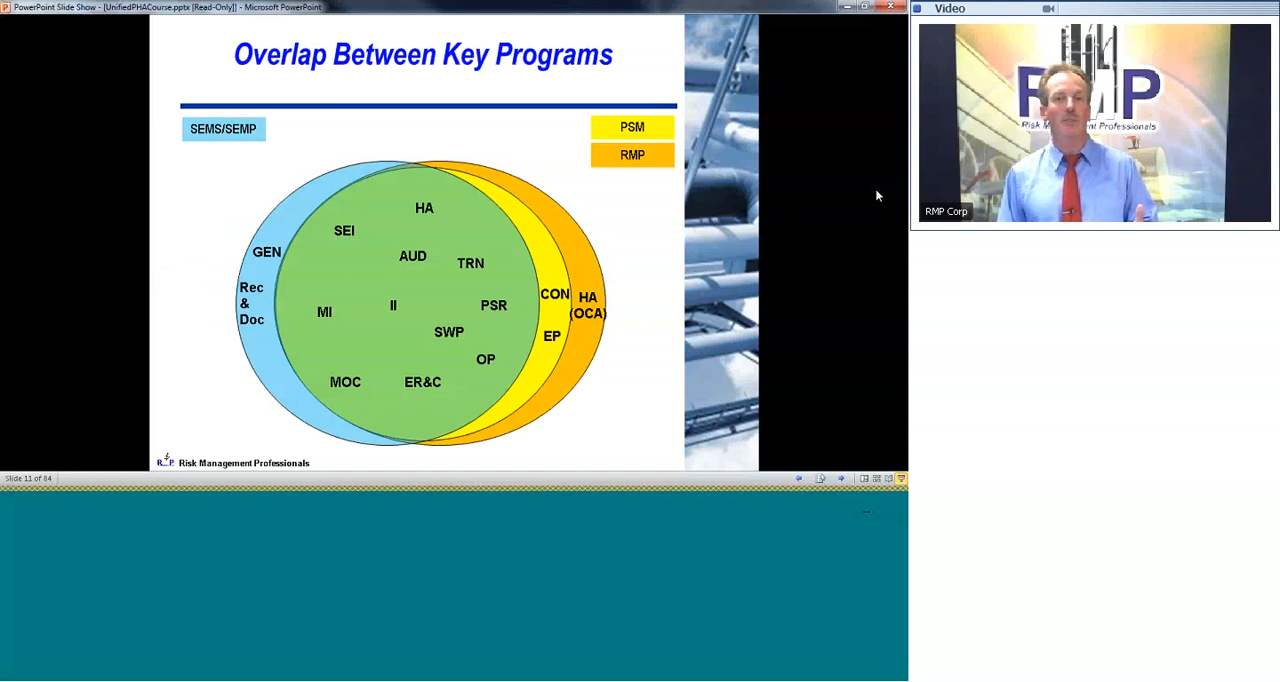 PowerPoint Slide Show - [UnifiedPHACourse.pptx [Read-Only]] - Microsoft PowerPoint
Video
Overlap Between Key Programs
SEMS/SEMP
PSM
RMP
HA
SEI
GEN
AUD
TRN
Rec
&
Doc
MI
II
PSR
CON
HA
(OCA)
SWP
EP
OP
MOC
ER&C
Risk Management Professionals
Slide 11 of 84
RMP
Risk Management Professionals
RMP Corp